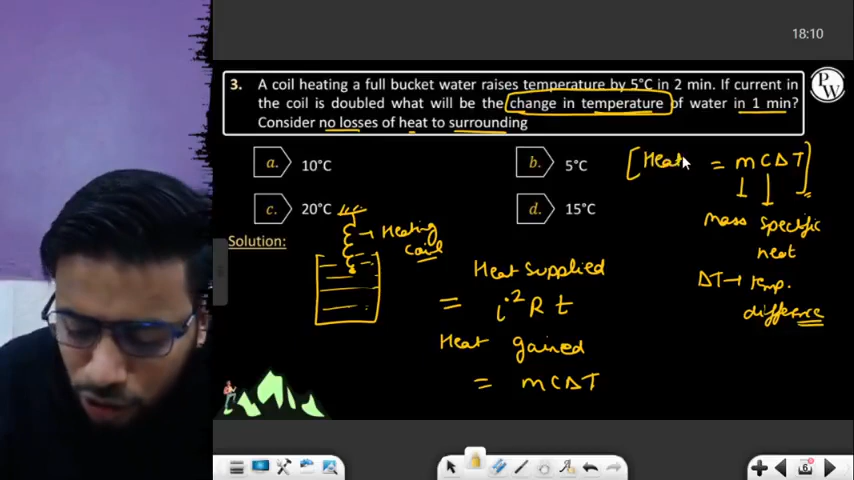 18:10
3. A coil heating a full bucket water raises temperature by 5°C in 2 min. If current in
the coil is doubled what will be the change in temperature of water in 1 min?
Consider no losses of heat to surrounding
PW
a. 10°C
b. 5°C
c. 20°C
d. 15°C
[Heat = mCΔT]
mass specific
heat
ΔT → temp.
difference
Solution:
→ Heating
coil
Heat supplied
= i²Rt
Heat gained
= mCΔT
6